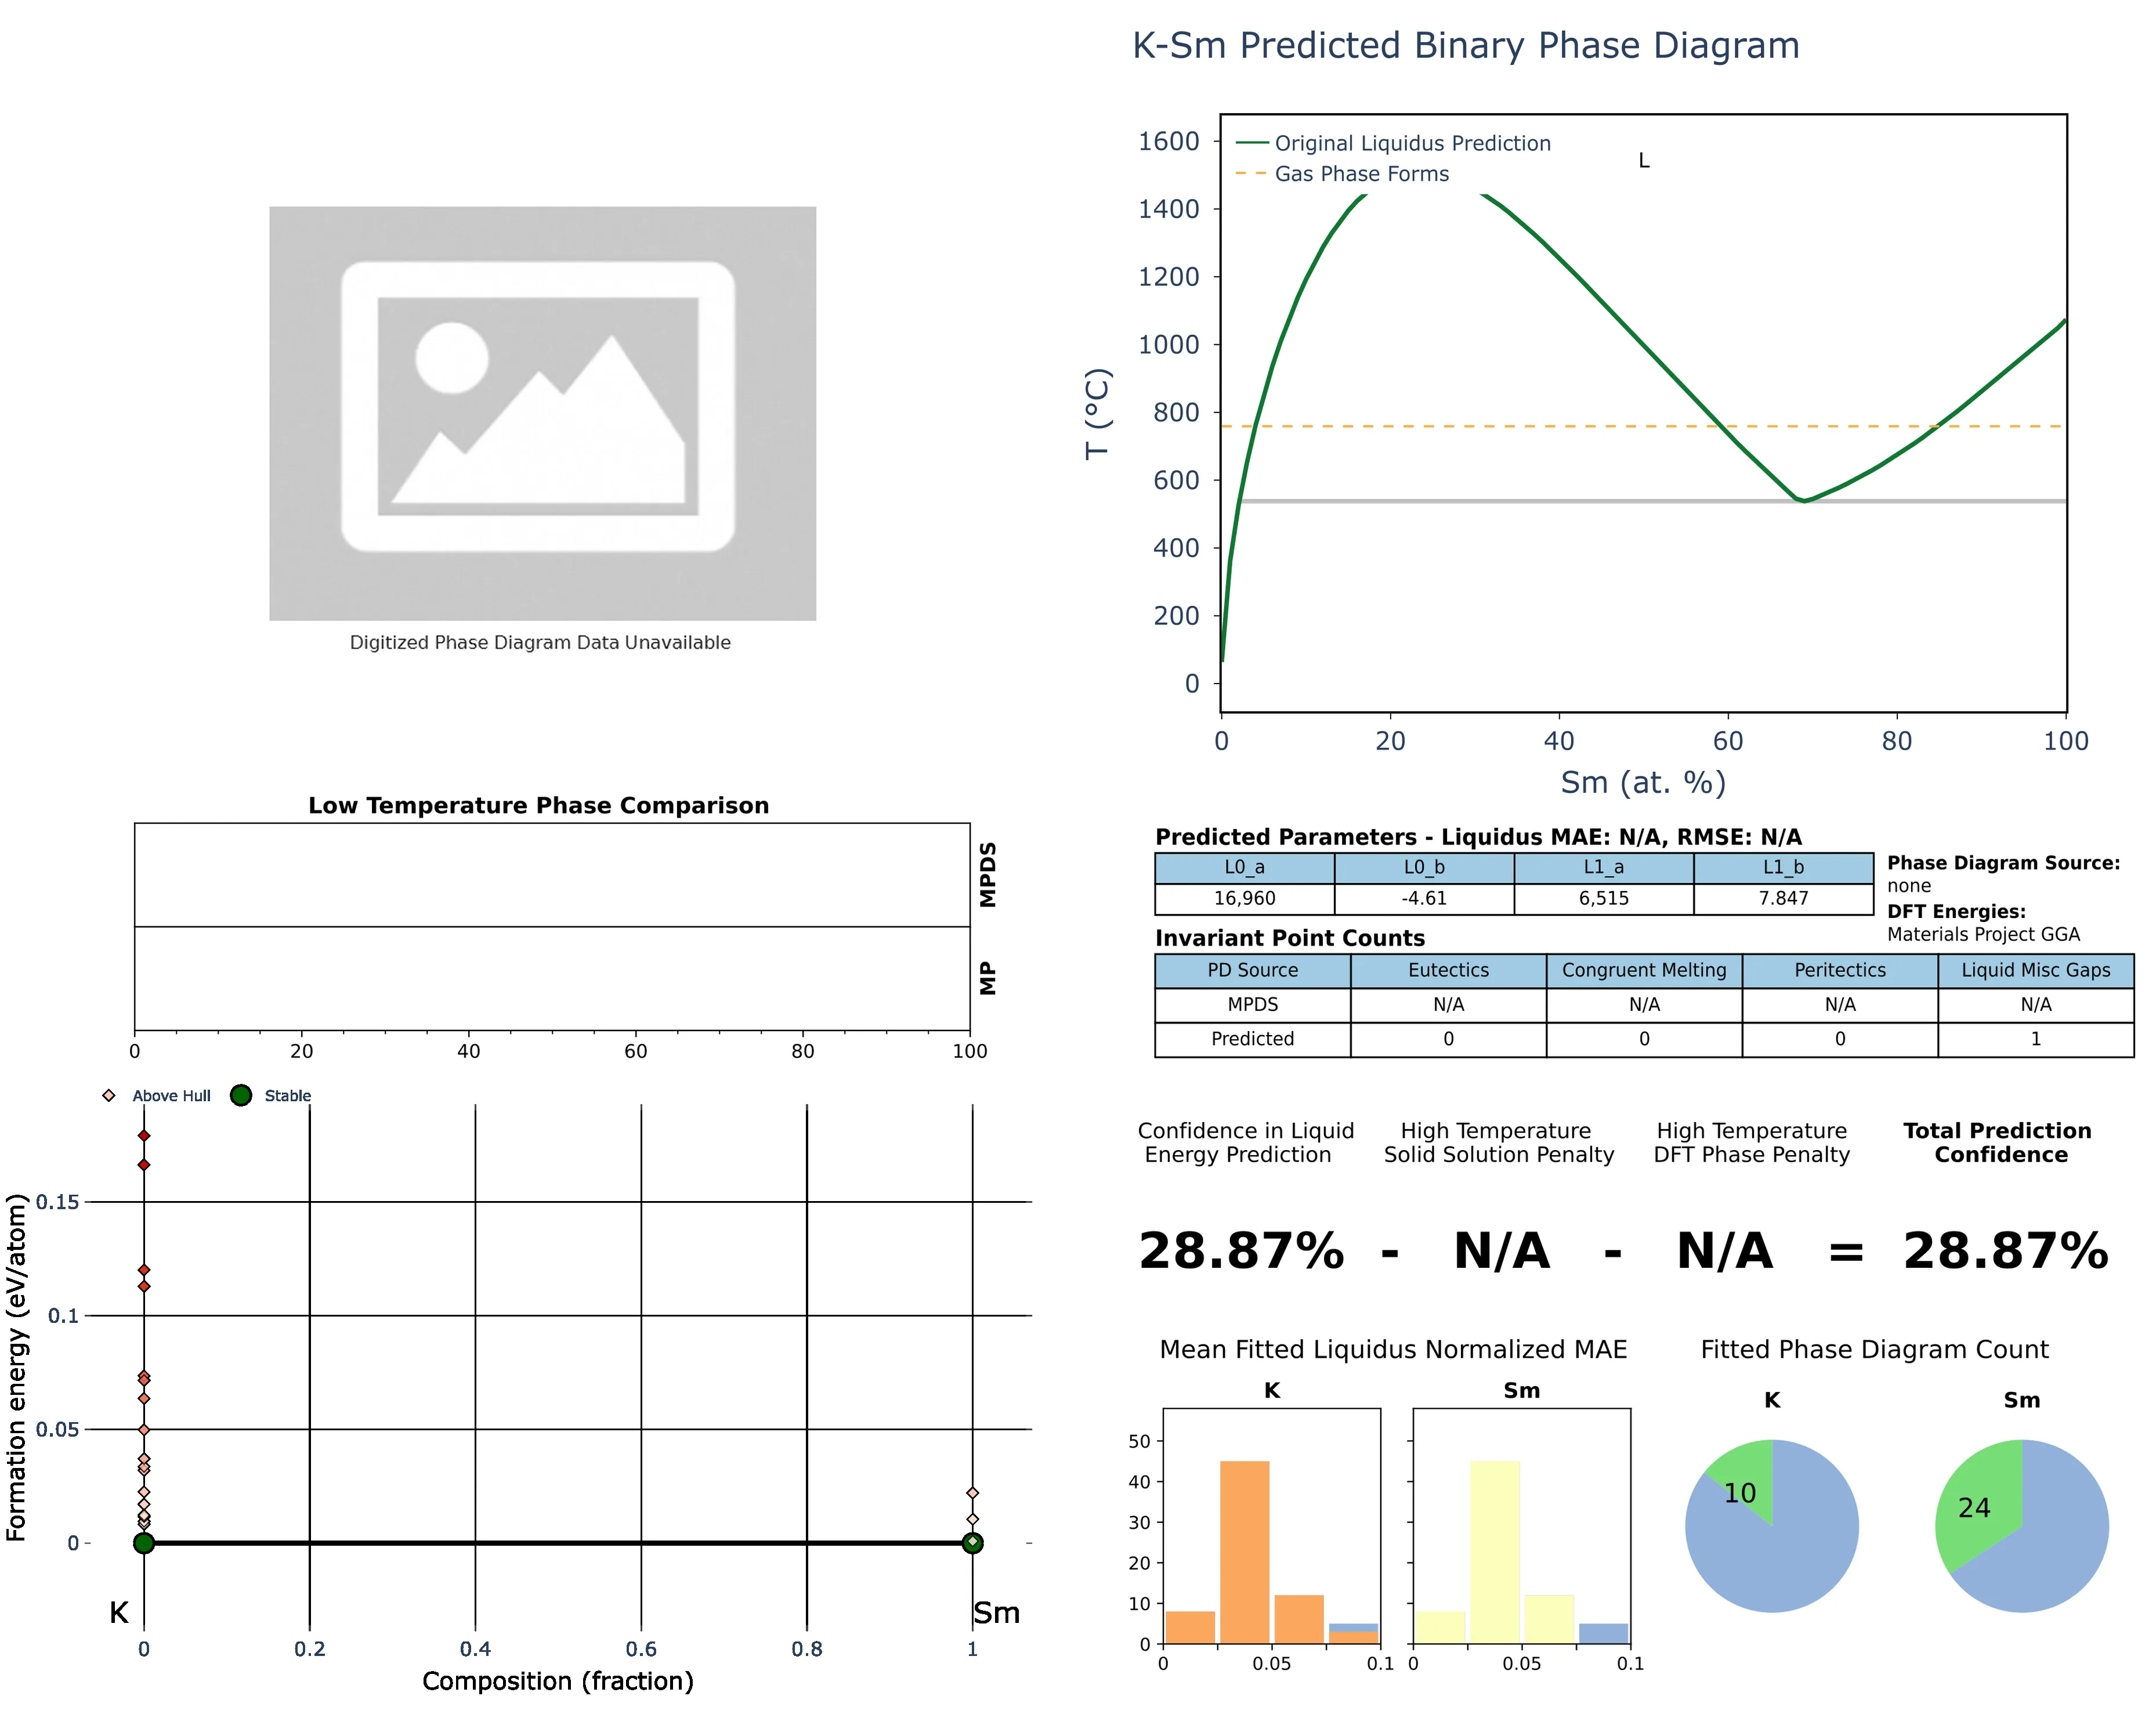 K-Sm Predicted Binary Phase Diagram
Original Liquidus Prediction
Gas Phase Forms
L
1600
1400
1200
1000
800
600
400
200
0
T (°C)
0 20 40 60 80 100
Sm (at. %)
Digitized Phase Diagram Data Unavailable
Low Temperature Phase Comparison
MPDS
MP
0 20 40 60 80 100
Predicted Parameters - Liquidus MAE: N/A, RMSE: N/A
L0_a L0_b L1_a L1_b
16,960 -4.61 6,515 7.847
Phase Diagram Source:
none
DFT Energies:
Materials Project GGA
Invariant Point Counts
PD Source Eutectics Congruent Melting Peritectics Liquid Misc Gaps
MPDS N/A N/A N/A N/A
Predicted 0 0 0 1
Above Hull Stable
0.15
0.1
0.05
0
Formation energy (eV/atom)
K Sm
0 0.2 0.4 0.6 0.8 1
Composition (fraction)
Confidence in Liquid
Energy Prediction
High Temperature
Solid Solution Penalty
High Temperature
DFT Phase Penalty
Total Prediction
Confidence
28.87% - N/A - N/A = 28.87%
Mean Fitted Liquidus Normalized MAE
K Sm
50
40
30
20
10
0
0 0.05 0.1 0 0.05 0.1
Fitted Phase Diagram Count
K Sm
10 24